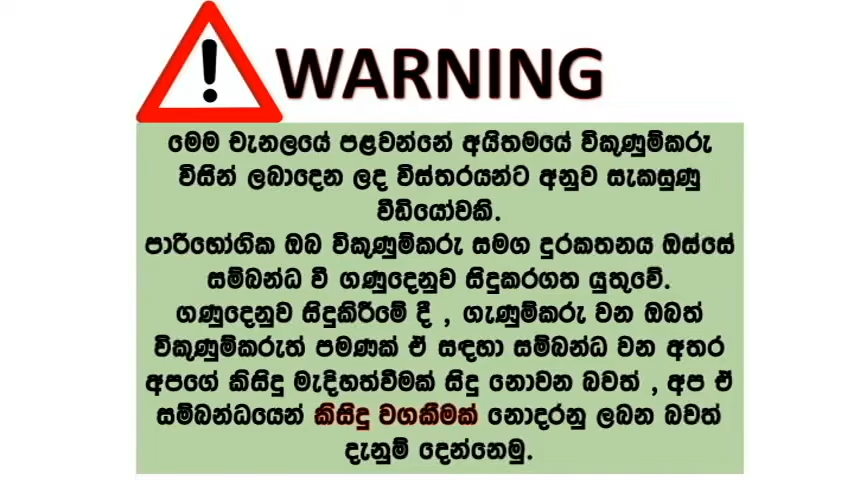 WARNING
මෙම චැනලයේ පළවන්නේ අයිතමයේ විකුණුම්කරු
විසින් ලබාදෙන ලද විස්තරයන්ට අනුව සැකසුණු
වීඩියෝවකි.
පාරිභෝගික ඔබ විකුණුම්කරු සමග දුරකතනය ඔස්සේ
සම්බන්ධ වී ගණුදෙනුව සිදුකරගත යුතුවේ.
ගණුදෙනුව සිදුකිරීමේ දී , ගැණුම්කරු වන ඔබත්
විකුණුම්කරුත් පමණක් ඒ සඳහා සම්බන්ධ වන අතර
අපගේ කිසිදු මැදිහත්වීමක් සිදු නොවන බවත් , අප ඒ
සම්බන්ධයෙන් කිසිදු වගකීමක් නොදරනු ලබන බවත්
දැනුම් දෙන්නෙමු.